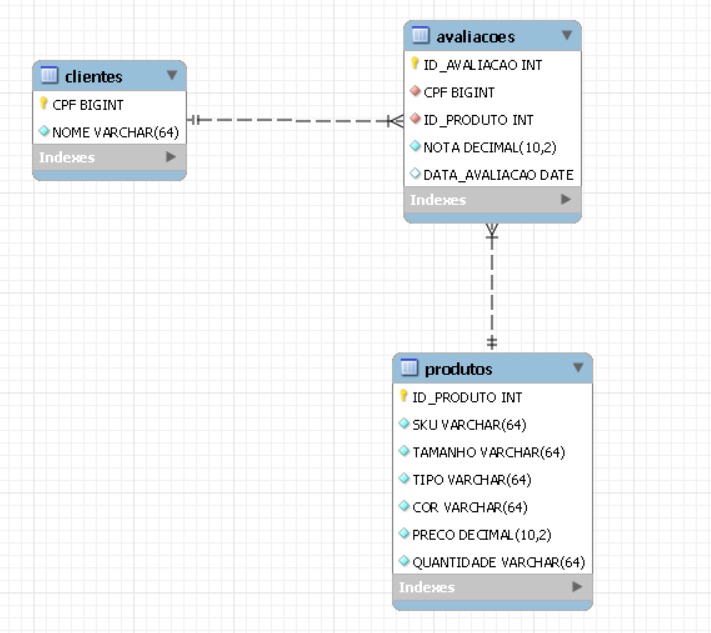 clientes
CPF BIGINT
NOME VARCHAR(64)
Indexes
avaliacoes
ID_AVALIACAO INT
CPF BIGINT
ID_PRODUTO INT
NOTA DECIMAL(10,2)
DATA_AVALIACAO DATE
Indexes
produtos
ID_PRODUTO INT
SKU VARCHAR(64)
TAMANHO VARCHAR(64)
TIPO VARCHAR(64)
COR VARCHAR(64)
PRECO DECIMAL(10,2)
QUANTIDADE VARCHAR(64)
Indexes